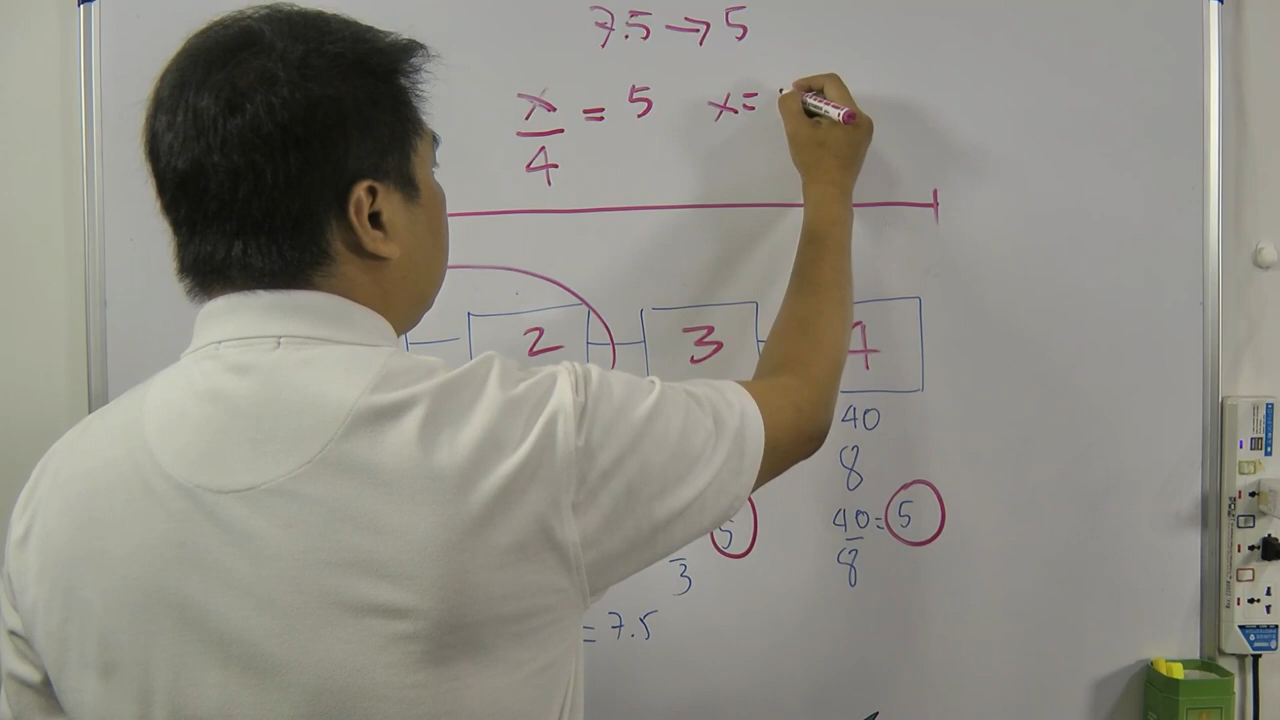 7.5 → 5
x/4 = 5 x =
2 3 4
40
8
40/8 = 5
5
3
= 7.5